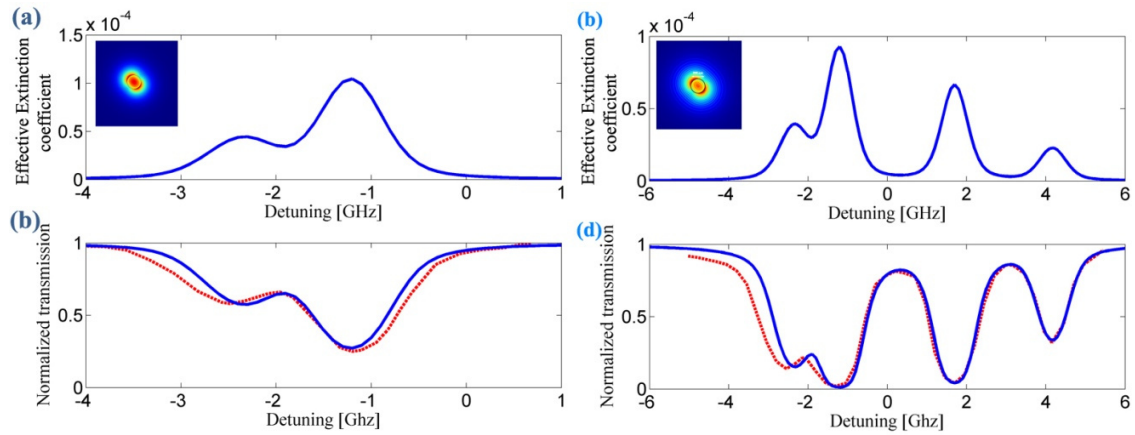 (a)
x 10-4
1.5
1
0.5
0
Effective Extinction
coefficient
-4 -3 -2 -1 0 1
Detuning [GHz]
(b)
x 10-4
1
0.5
0
Effective Extinction
coefficient
-6 -4 -2 0 2 4 6
Detuning [GHz]
(b)
1
0.5
0
Normalized transmission
-4 -3 -2 -1 0 1
Detuning [Ghz]
(d)
1
0.5
0
Normalized transmission
-6 -4 -2 0 2 4 6
Detuning [Ghz]